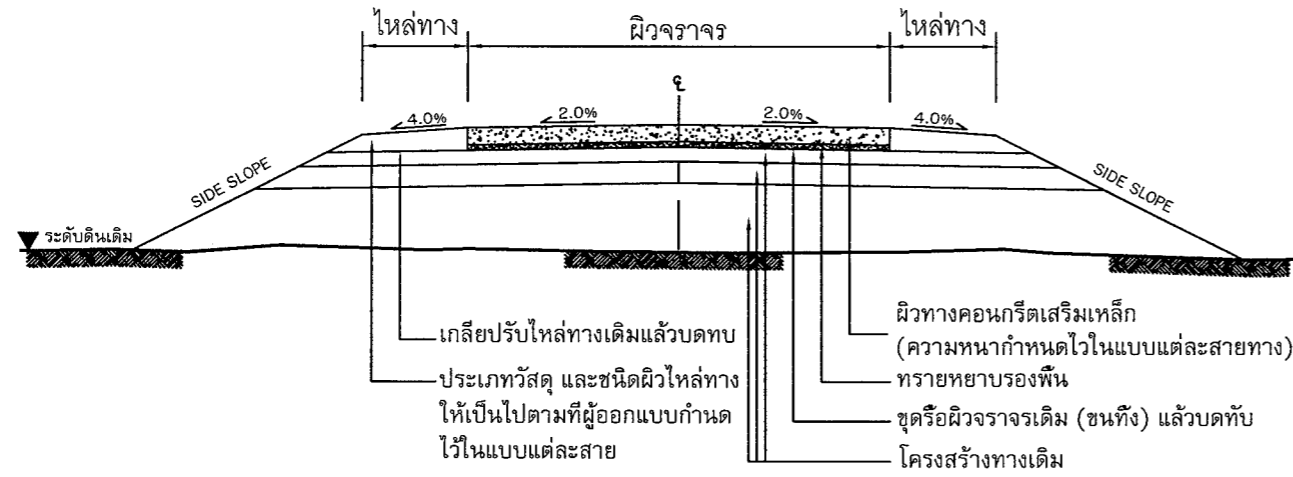 ไหล่ทาง
ผิวจราจร
ไหล่ทาง
℄
4.0%
2.0%
2.0%
4.0%
SIDE SLOPE
SIDE SLOPE
ระดับดินเดิม
เกลียปรับไหล่ทางเดิมแล้วบดทบ
ประเภทวัสดุ และชนิดผิวไหล่ทาง
ให้เป็นไปตามที่ผู้ออกแบบกำนด
ไว้ในแบบแต่ละสาย
ผิวทางคอนกรีตเสริมเหล็ก
(ความหนากำหนดไวในแบบแต่ละสายทาง)
ทรายหยาบรองพื้น
ขุดรือผิวจราจรเดิม (ขนทิ้ง) แล้วบดทับ
โครงสร้างทางเดิม